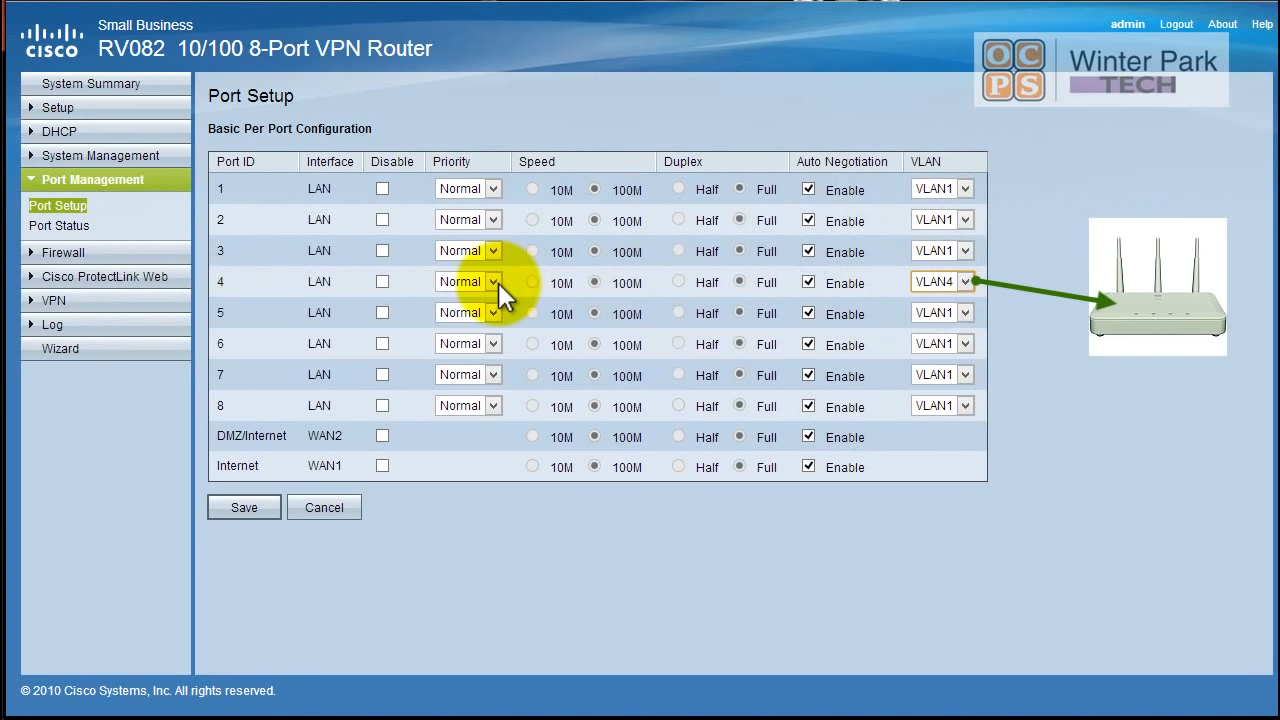 Small Business
CISCO RV082 10/100 8-Port VPN Router
admin Logout About Help
OCPS Winter Park TECH
System Summary
Setup
DHCP
System Management
Port Management
Port Setup
Port Status
Firewall
Cisco ProtectLink Web
VPN
Log
Wizard
Port Setup
Basic Per Port Configuration
Port ID Interface Disable Priority Speed Duplex Auto Negotiation VLAN
1 LAN Normal 10M 100M Half Full Enable VLAN1
2 LAN Normal 10M 100M Half Full Enable VLAN1
3 LAN Normal 10M 100M Half Full Enable VLAN1
4 LAN Normal 10M 100M Half Full Enable VLAN4
5 LAN Normal 10M 100M Half Full Enable VLAN1
6 LAN Normal 10M 100M Half Full Enable VLAN1
7 LAN Normal 10M 100M Half Full Enable VLAN1
8 LAN Normal 10M 100M Half Full Enable VLAN1
DMZ/Internet WAN2 10M 100M Half Full Enable
Internet WAN1 10M 100M Half Full Enable
Save Cancel
© 2010 Cisco Systems, Inc. All rights reserved.